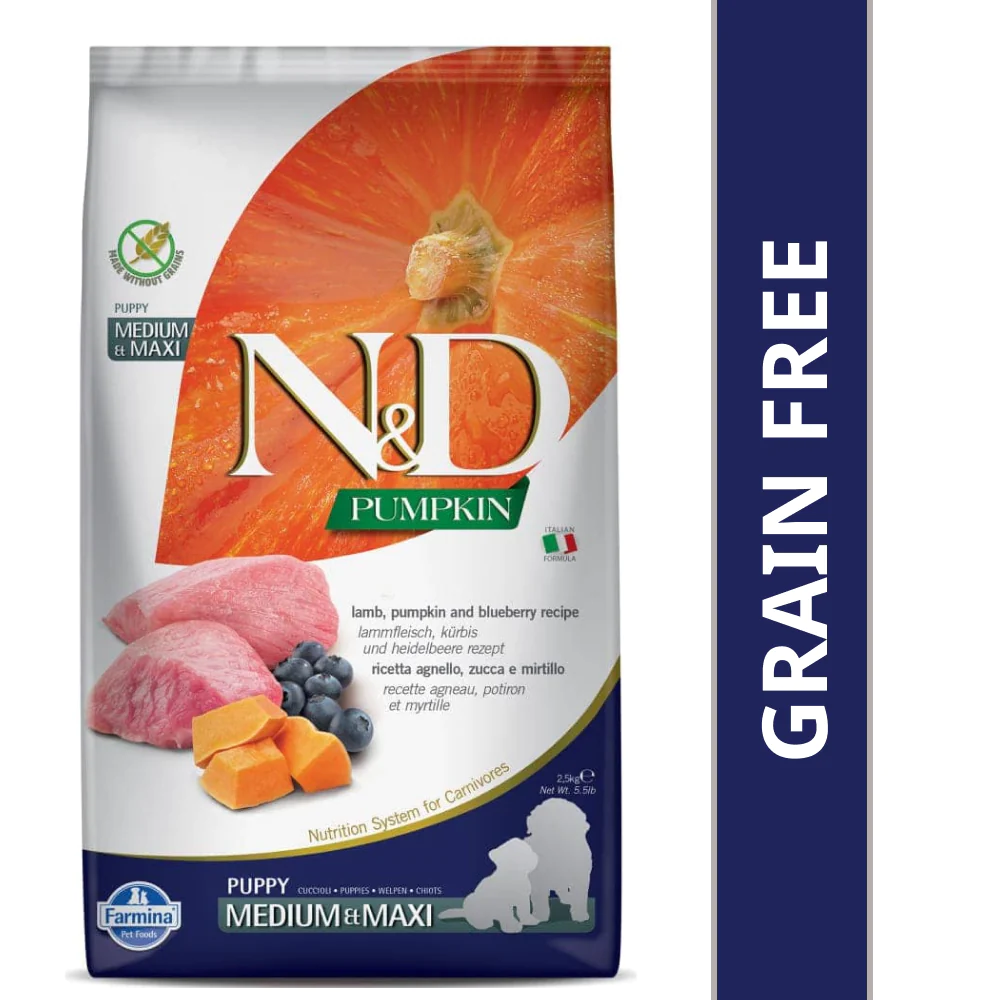 MADE WITHOUT GRAINS
PUPPY
MEDIUM
& MAXI
N&D
PUMPKIN
ITALIAN
FORMULA
lamb, pumpkin and blueberry recipe
lammfleisch, kürbis
und heidelbeere rezept
ricetta agnello, zucca e mirtillo
recette agneau, potiron
et myrtille
2,5kg℮
Net Wt. 5.5lb
Nutrition System for Carnivores
PUPPY CUCCIOLI • PUPPIES • WELPEN • CHIOTS
MEDIUM & MAXI
Farmina
Pet Foods
GRAIN FREE